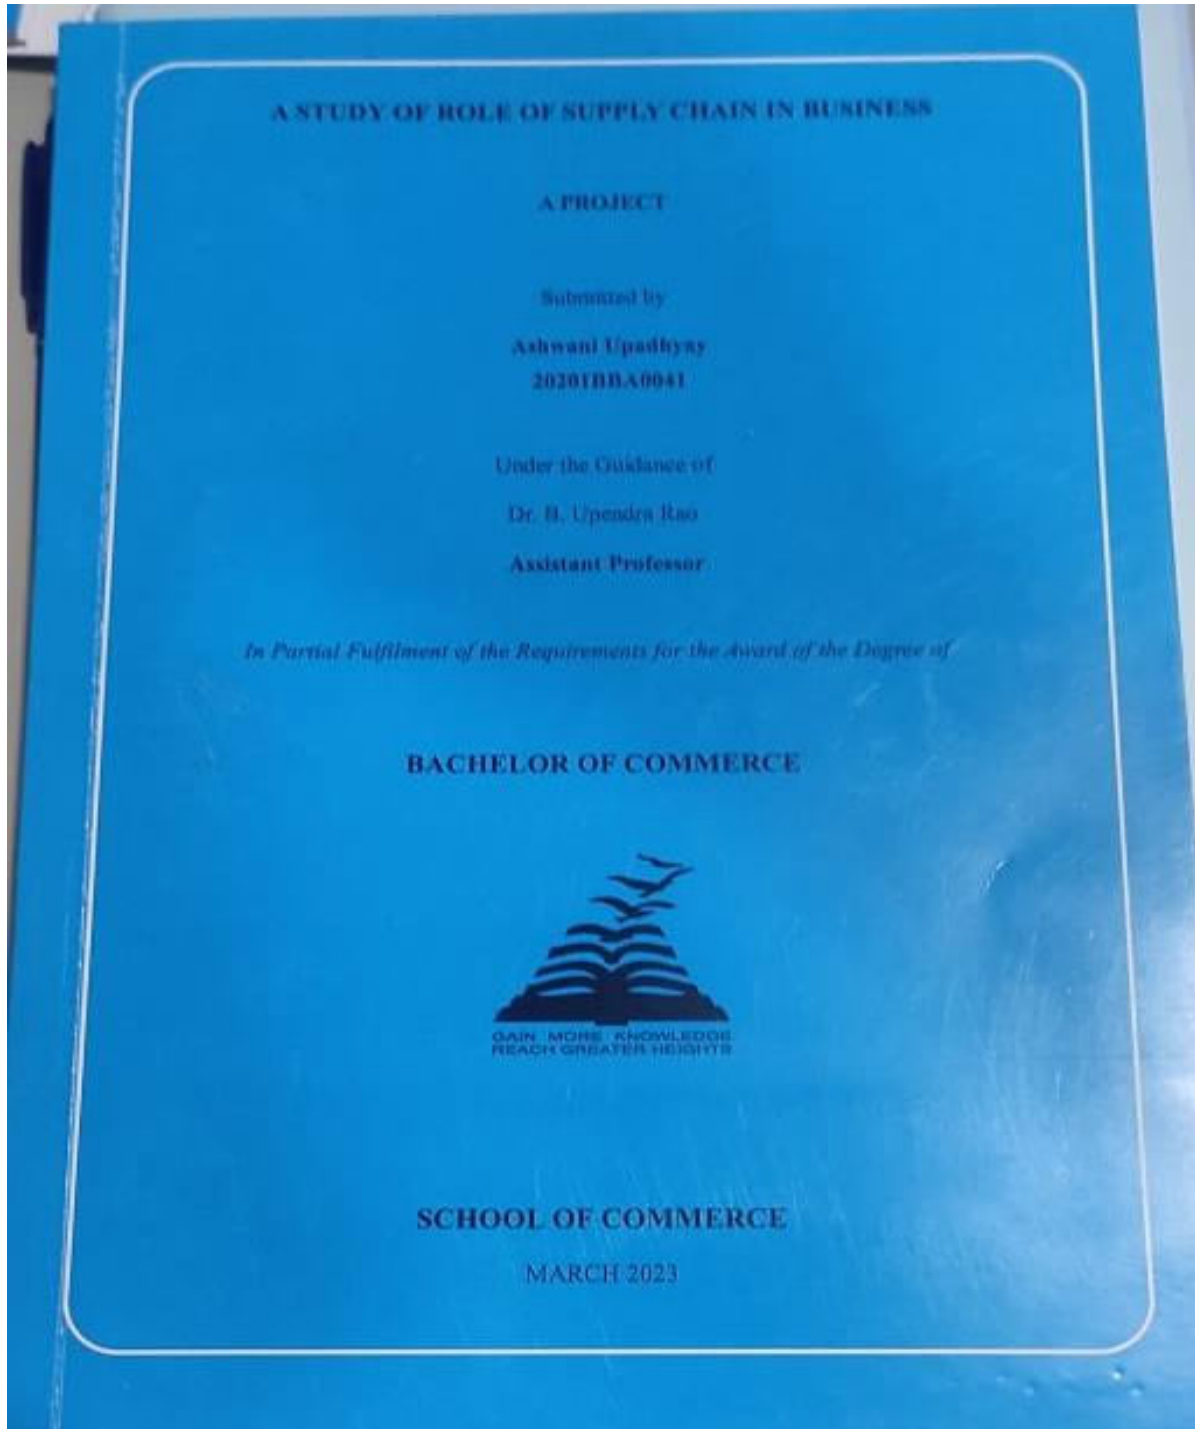 A STUDY OF ROLE OF SUPPLY CHAIN IN BUSINESS
A PROJECT
Submitted by
Ashwani Upadhyay
20201BBA0041
Under the Guidance of
Dr. B. Upendra Rao
Assistant Professor
In Partial Fulfilment of the Requirements for the Award of the Degree of
BACHELOR OF COMMERCE
GAIN MORE KNOWLEDGE
REACH GREATER HEIGHTS
SCHOOL OF COMMERCE
MARCH 2023